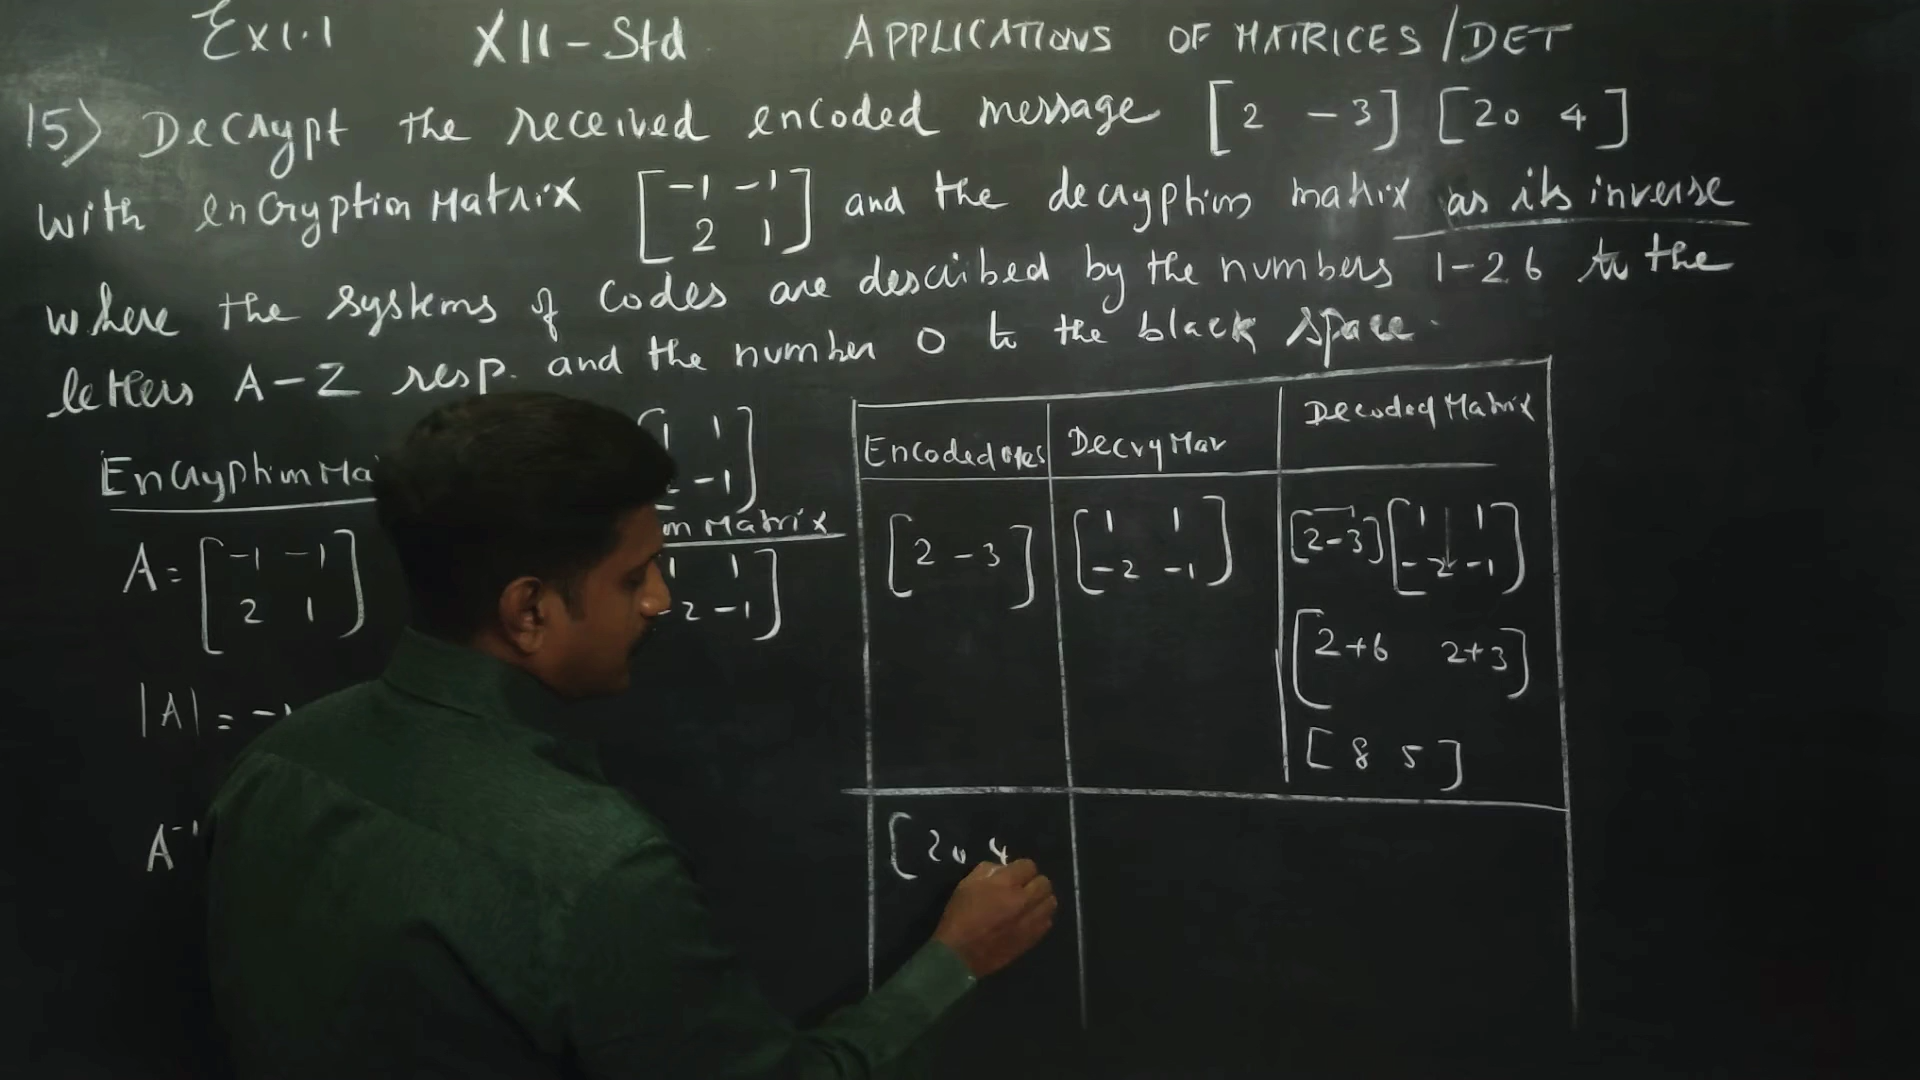 Ex1.1 XII-Std APPLICATIONS OF MATRICES/DET
15) Decrypt the received encoded message [2 -3] [20 4]
with encryption Matrix [-1 -1
2 1] and the decryption matrix as its inverse
where the systems of codes are described by the numbers 1-26 to the
letters A-Z resp. and the number 0 to the black space.
Encryption Ma
A = [-1 -1
2 1]
|A| = -1
A⁻¹
1 1]
-1]
Matrix
1 1
-2 -1]
Encoded Mes DecryMav Decoded Matrix
[2 -3] [1 1
-2 -1] [2 -3] [1 1
-2 -1]
[2+6 2+3]
[8 5]
[20 4